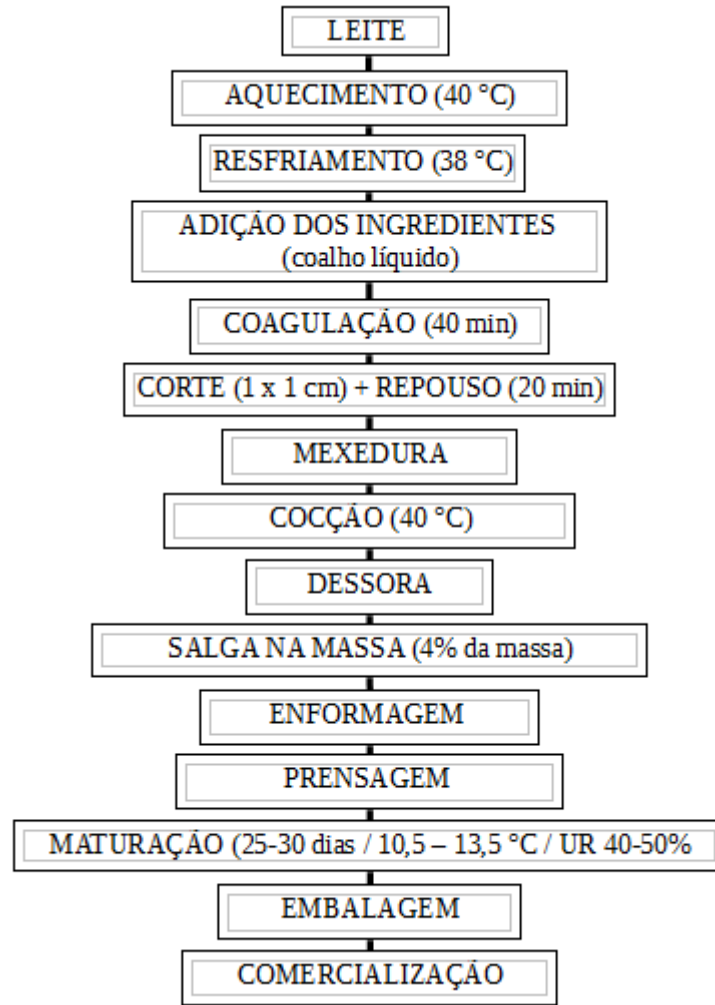 LEITE
AQUECIMENTO (40 °C)
RESFRIAMENTO (38 °C)
ADIÇÃO DOS INGREDIENTES
(coalho líquido)
COAGULAÇÃO (40 min)
CORTE (1 x 1 cm) + REPOUSO (20 min)
MEXEDURA
COCÇÃO (40 °C)
DESSORA
SALGA NA MASSA (4% da massa)
ENFORMAGEM
PRENSAGEM
MATURAÇÃO (25-30 dias / 10,5 – 13,5 °C / UR 40-50%
EMBALAGEM
COMERCIALIZAÇÃO